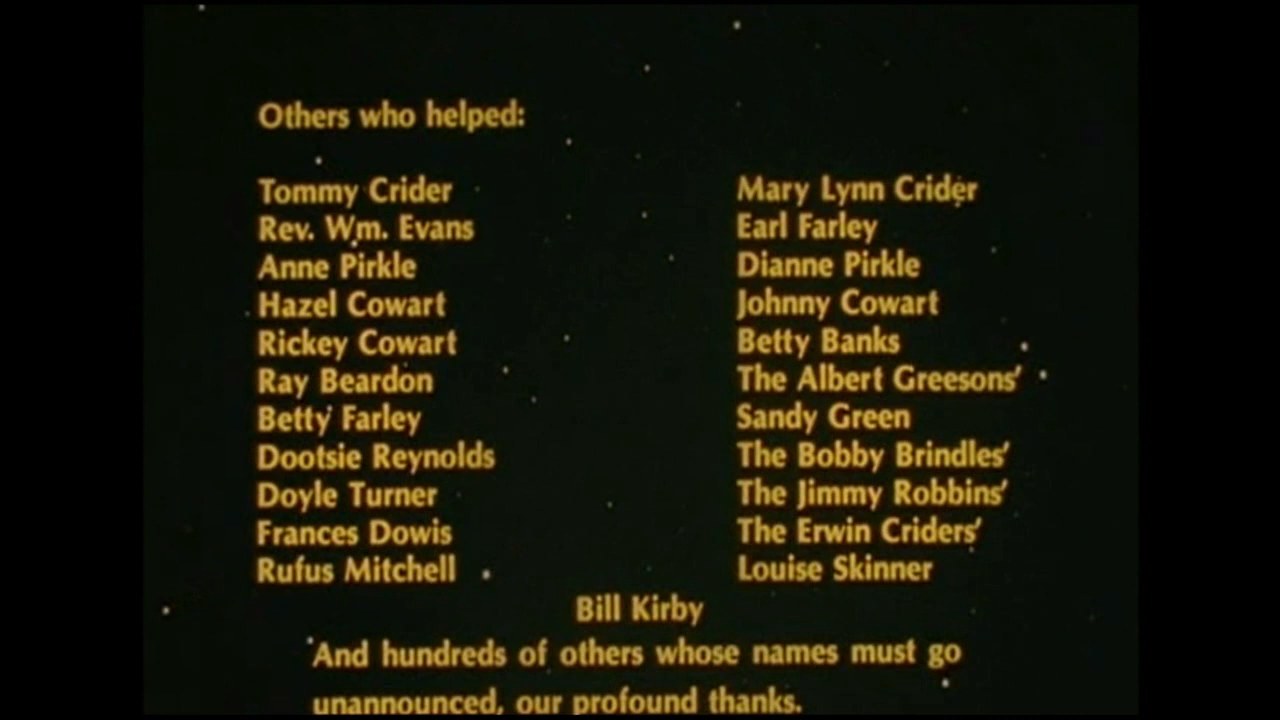 Others who helped:
Tommy Crider
Rev. Wm. Evans
Anne Pirkle
Hazel Cowart
Rickey Cowart
Ray Beardon
Betty Farley
Dootsie Reynolds
Doyle Turner
Frances Dowis
Rufus Mitchell
Mary Lynn Crider
Earl Farley
Dianne Pirkle
Johnny Cowart
Betty Banks
The Albert Greesons'
Sandy Green
The Bobby Brindles'
The Jimmy Robbins'
The Erwin Criders'
Louise Skinner
Bill Kirby
And hundreds of others whose names must go
unannounced, our profound thanks.